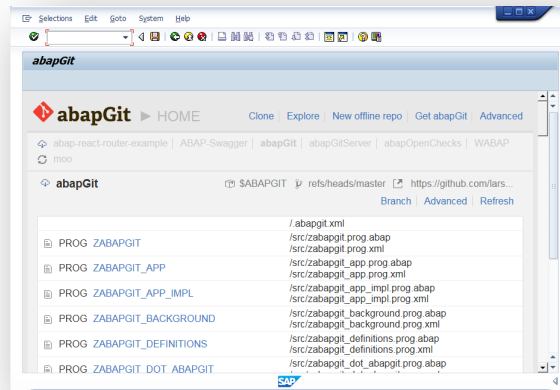 Selections Edit Goto System Help
abapGit
abapGit ► HOME Clone | Explore | New offline repo | Get abapGit | Advanced
abap-react-router-example | ABAP-Swagger | abapGit | abapGitServer | abapOpenChecks | WABAP
moo
abapGit $ABAPGIT refs/heads/master https://github.com/lars...
Branch | Advanced | Refresh
/.abapgit.xml
PROG ZABAPGIT /src/zabapgit.prog.abap
/src/zabapgit.prog.xml
PROG ZABAPGIT_APP /src/zabapgit_app.prog.abap
/src/zabapgit_app.prog.xml
PROG ZABAPGIT_APP_IMPL /src/zabapgit_app_impl.prog.abap
/src/zabapgit_app_impl.prog.xml
PROG ZABAPGIT_BACKGROUND /src/zabapgit_background.prog.abap
/src/zabapgit_background.prog.xml
PROG ZABAPGIT_DEFINITIONS /src/zabapgit_definitions.prog.abap
/src/zabapgit_definitions.prog.xml
PROG ZABAPGIT_DOT_ABAPGIT /src/zabapgit_dot_abapgit.prog.abap
SAP